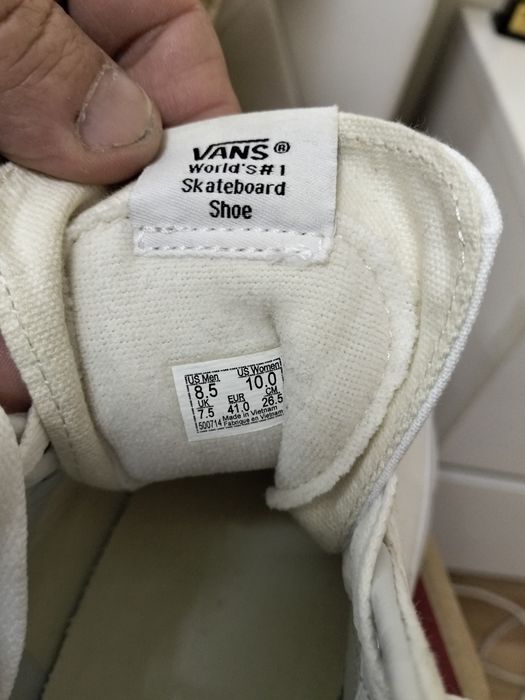 VANS®
World's#1
Skateboard
Shoe
US Men US Women
8.5 10.0
UK EUR CM
7.5 41.0 26.5
500714 Made in Vietnam
Fabriqué en Vietnam